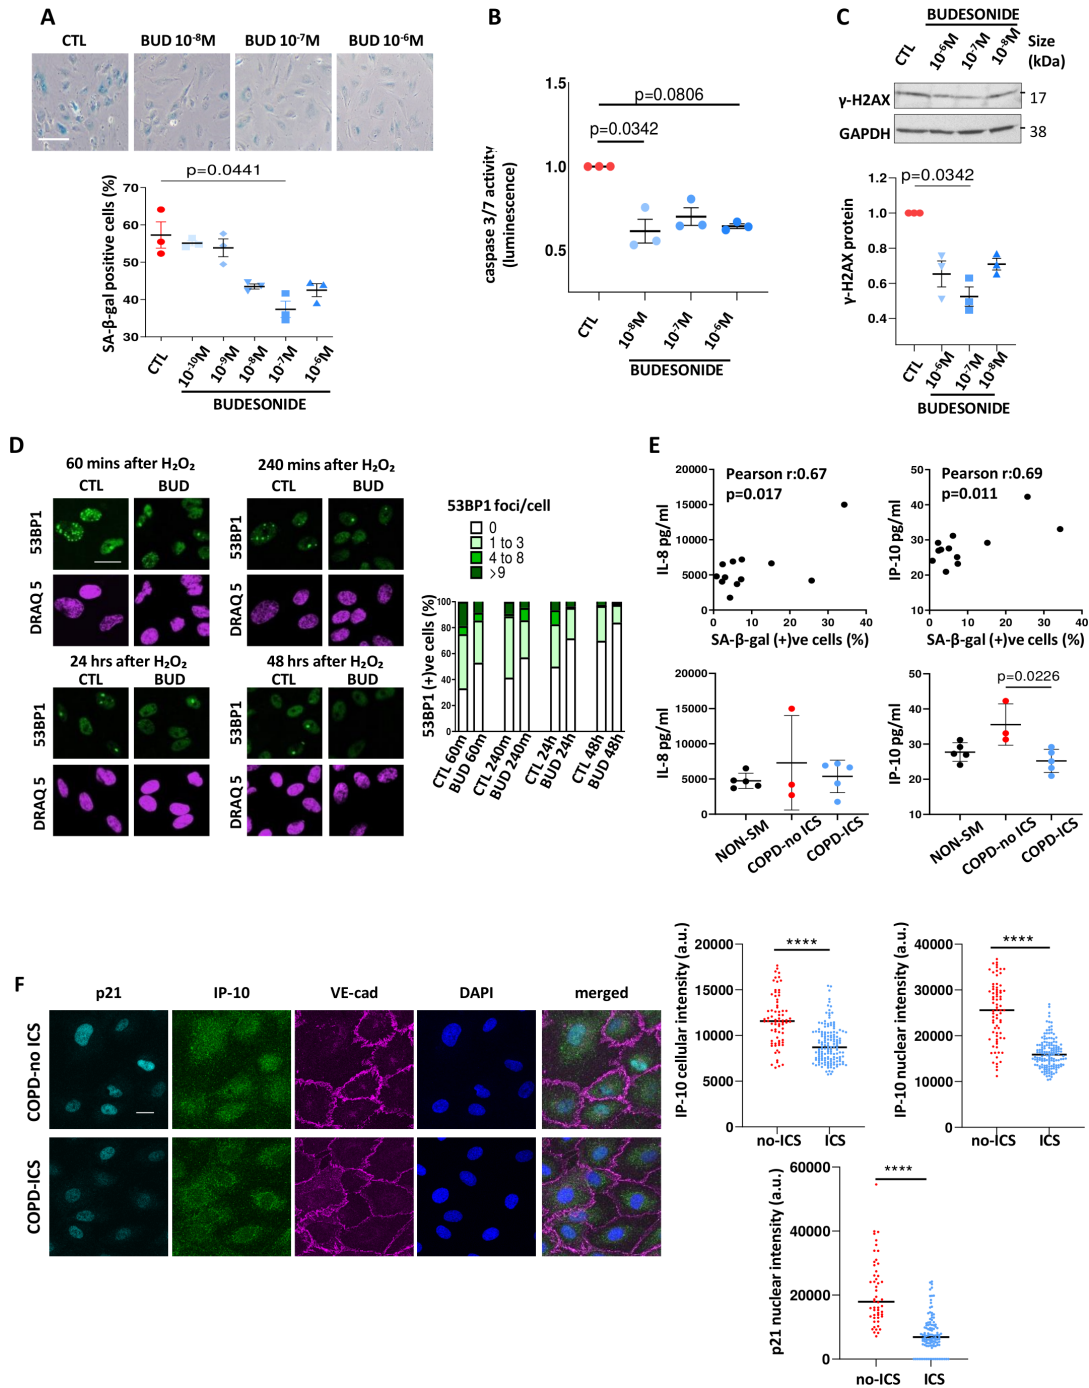 A
CTL
BUD 10⁻⁸M
BUD 10⁻⁷M
BUD 10⁻⁶M
SA-β-gal positive cells (%)
70
60
50
40
30
p=0.0441
CTL
10⁻¹⁰M
10⁻⁹M
10⁻⁸M
10⁻⁷M
10⁻⁶M
BUDESONIDE
B
caspase 3/7 activity
(luminescence)
1.5
1.0
0.5
p=0.0806
p=0.0342
CTL
10⁻⁸M
10⁻⁷M
10⁻⁶M
BUDESONIDE
C
BUDESONIDE
CTL
10⁻⁶M
10⁻⁷M
10⁻⁸M
Size
(kDa)
γ-H2AX
17
GAPDH
38
γ-H2AX protein
1.2
1.0
0.8
0.6
0.4
p=0.0342
CTL
10⁻⁶M
10⁻⁷M
10⁻⁸M
BUDESONIDE
D
60 mins after H₂O₂
CTL
BUD
53BP1
DRAQ 5
240 mins after H₂O₂
CTL
BUD
53BP1
DRAQ 5
24 hrs after H₂O₂
CTL
BUD
53BP1
DRAQ 5
48 hrs after H₂O₂
CTL
BUD
53BP1
DRAQ 5
53BP1 foci/cell
0
1 to 3
4 to 8
>9
53BP1 (+)ve cells (%)
100
80
60
40
20
0
CTL 60m
BUD 60m
CTL 240m
BUD 240m
CTL 24h
BUD 24h
CTL 48h
BUD 48h
E
IL-8 pg/ml
20000
15000
10000
5000
0
Pearson r:0.67
p=0.017
0
10
20
30
40
SA-β-gal (+)ve cells (%)
IP-10 pg/ml
50
40
30
20
10
Pearson r:0.69
p=0.011
0
10
20
30
40
SA-β-gal (+)ve cells (%)
IL-8 pg/ml
20000
15000
10000
5000
0
NON-SM
COPD-no ICS
COPD-ICS
IP-10 pg/ml
50
40
30
20
10
p=0.0226
NON-SM
COPD-no ICS
COPD-ICS
F
p21
IP-10
VE-cad
DAPI
merged
COPD-no ICS
COPD-ICS
IP-10 cellular intensity (a.u.)
20000
15000
10000
5000
0
****
no-ICS
ICS
IP-10 nuclear intensity (a.u.)
40000
30000
20000
10000
0
****
no-ICS
ICS
p21 nuclear intensity (a.u.)
60000
40000
20000
0
****
no-ICS
ICS